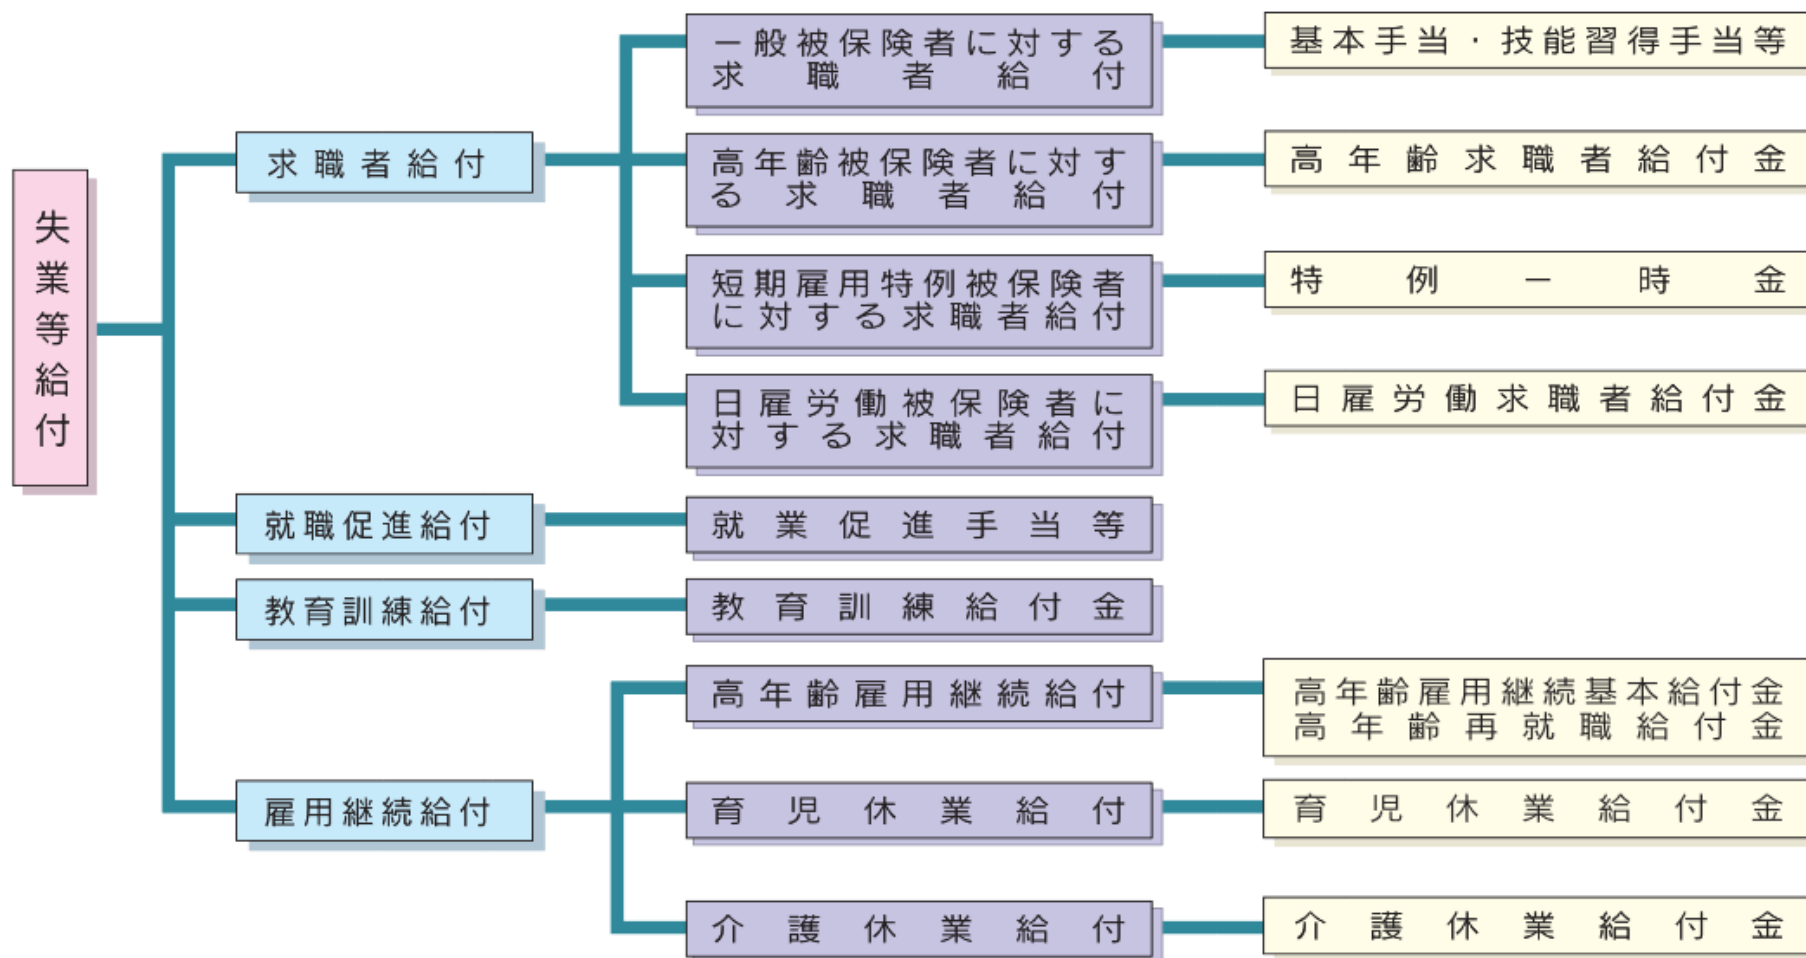 失業等給付
求職者給付
一般被保険者に対する
求職者給付
基本手当・技能習得手当等
高年齢被保険者に対す
る求職者給付
高年齢求職者給付金
短期雇用特例被保険者
に対する求職者給付
特例一時金
日雇労働被保険者に
対する求職者給付
日雇労働求職者給付金
就職促進給付
就業促進手当等
教育訓練給付
教育訓練給付金
雇用継続給付
高年齢雇用継続給付
高年齢雇用継続基本給付金
高年齢再就職給付金
育児休業給付
育児休業給付金
介護休業給付
介護休業給付金